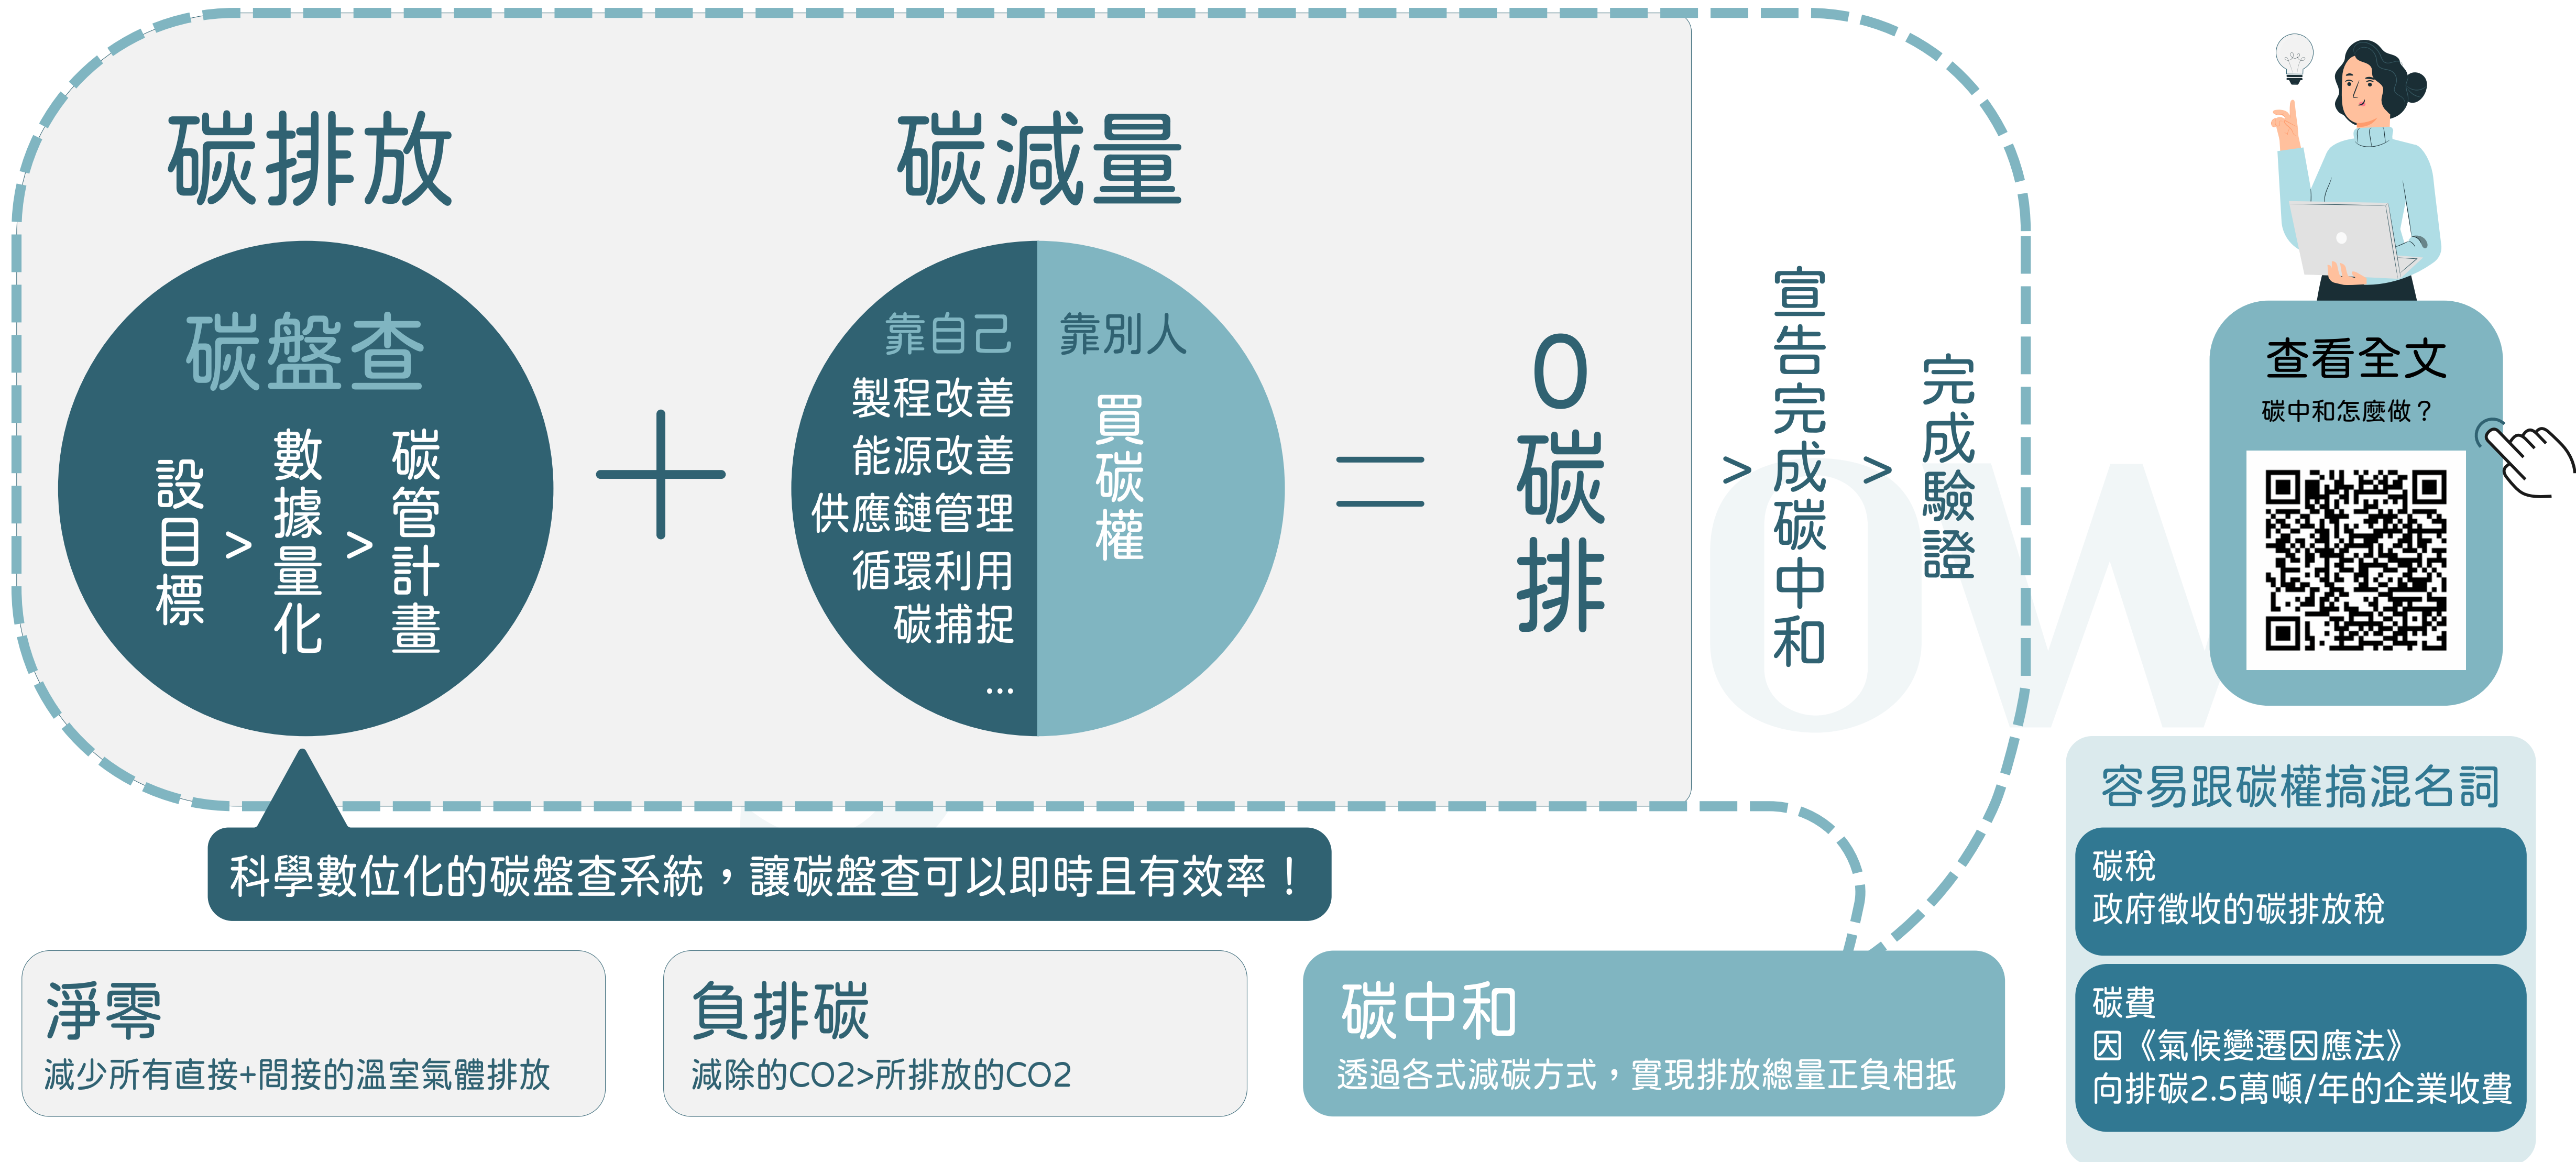 碳排放
碳盤查
設目標
>
數據量化
>
碳管計畫
+
碳減量
靠自己
製程改善
能源改善
供應鏈管理
循環利用
碳捕捉
...
靠別人
買碳權
=
0碳排
>
宣告完成碳中和
>
完成驗證
科學數位化的碳盤查系統，讓碳盤查可以即時且有效率！
淨零
減少所有直接+間接的溫室氣體排放
負排碳
減除的CO2>所排放的CO2
碳中和
透過各式減碳方式，實現排放總量正負相抵
查看全文
碳中和怎麼做？
容易跟碳權搞混名詞
碳稅
政府徵收的碳排放稅
碳費
因《氣候變遷因應法》
向排碳2.5萬噸/年的企業收費